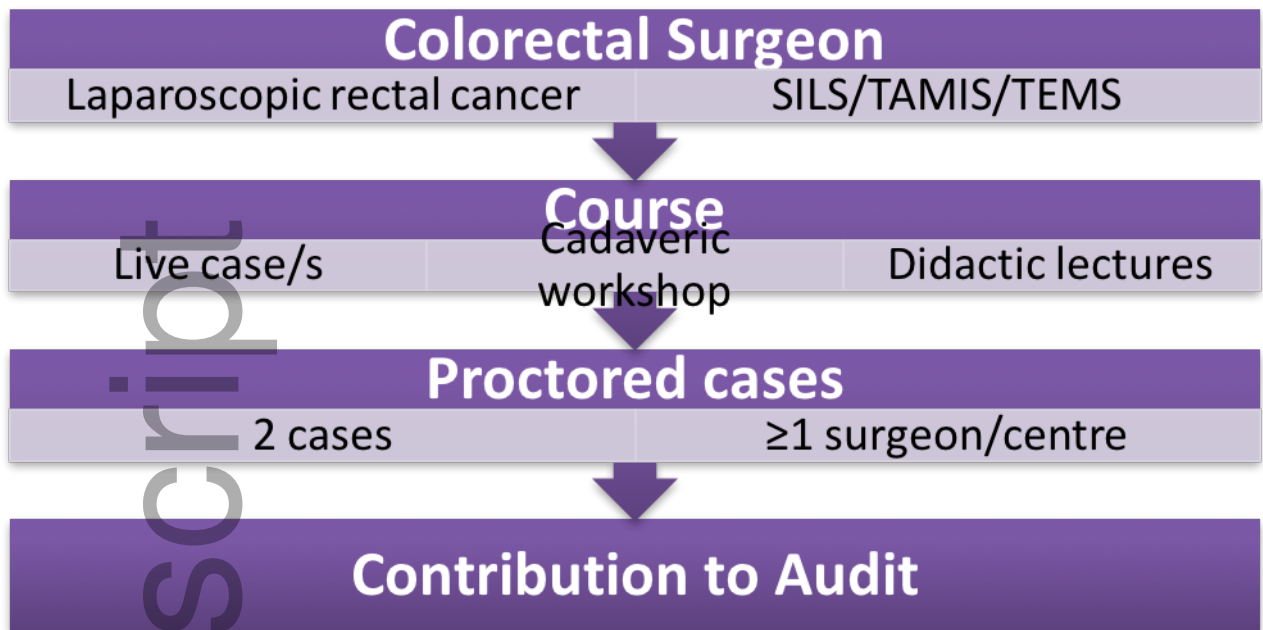 Colorectal Surgeon
Laparoscopic rectal cancer
SILS/TAMIS/TEMS
Course
Live case/s
Cadaveric
workshop
Didactic lectures
Proctored cases
2 cases
≥1 surgeon/centre
Contribution to Audit
script